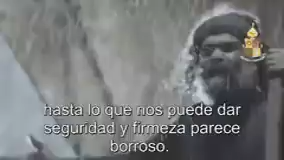 hasta lo que nos puede dar
seguridad y firmeza parece
borroso.